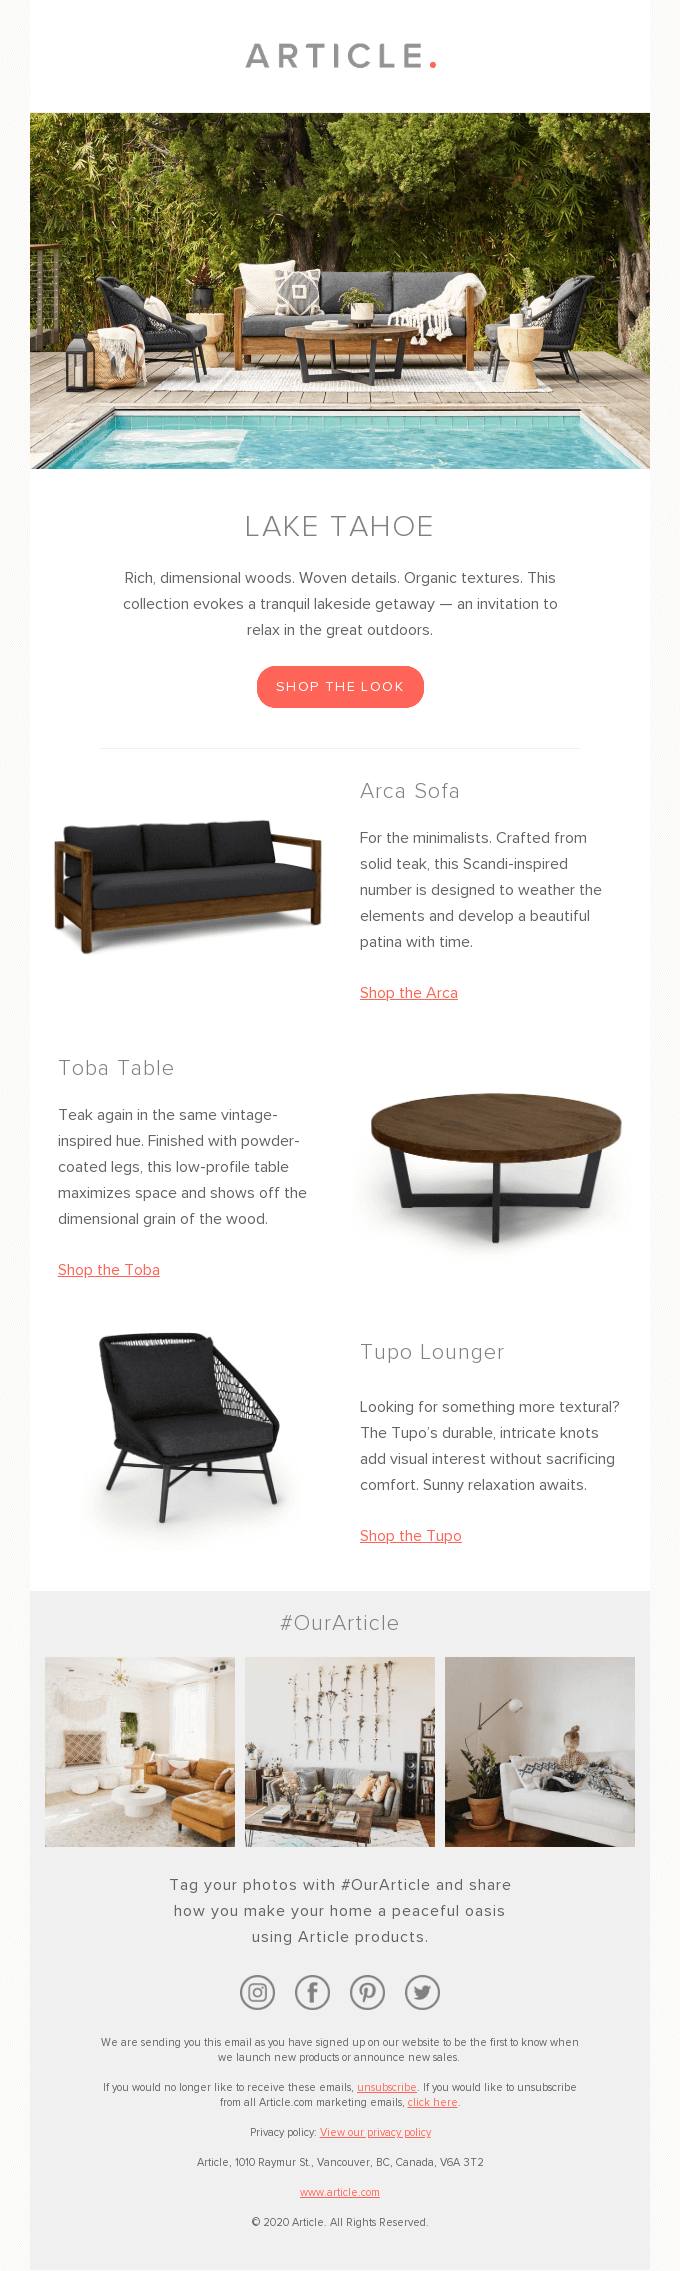 ARTICLE.
LAKE TAHOE
Rich, dimensional woods. Woven details. Organic textures. This
collection evokes a tranquil lakeside getaway — an invitation to
relax in the great outdoors.
SHOP THE LOOK
Arca Sofa
For the minimalists. Crafted from
solid teak, this Scandi-inspired
number is designed to weather the
elements and develop a beautiful
patina with time.
Shop the Arca
Toba Table
Teak again in the same vintage-
inspired hue. Finished with powder-
coated legs, this low-profile table
maximizes space and shows off the
dimensional grain of the wood.
Shop the Toba
Tupo Lounger
Looking for something more textural?
The Tupo’s durable, intricate knots
add visual interest without sacrificing
comfort. Sunny relaxation awaits.
Shop the Tupo
#OurArticle
Tag your photos with #OurArticle and share
how you make your home a peaceful oasis
using Article products.
We are sending you this email as you have signed up on our website to be the first to know when
we launch new products or announce new sales.
If you would no longer like to receive these emails, unsubscribe. If you would like to unsubscribe
from all Article.com marketing emails, click here.
Privacy policy: View our privacy policy
Article, 1010 Raymur St., Vancouver, BC, Canada, V6A 3T2
www.article.com
© 2020 Article. All Rights Reserved.